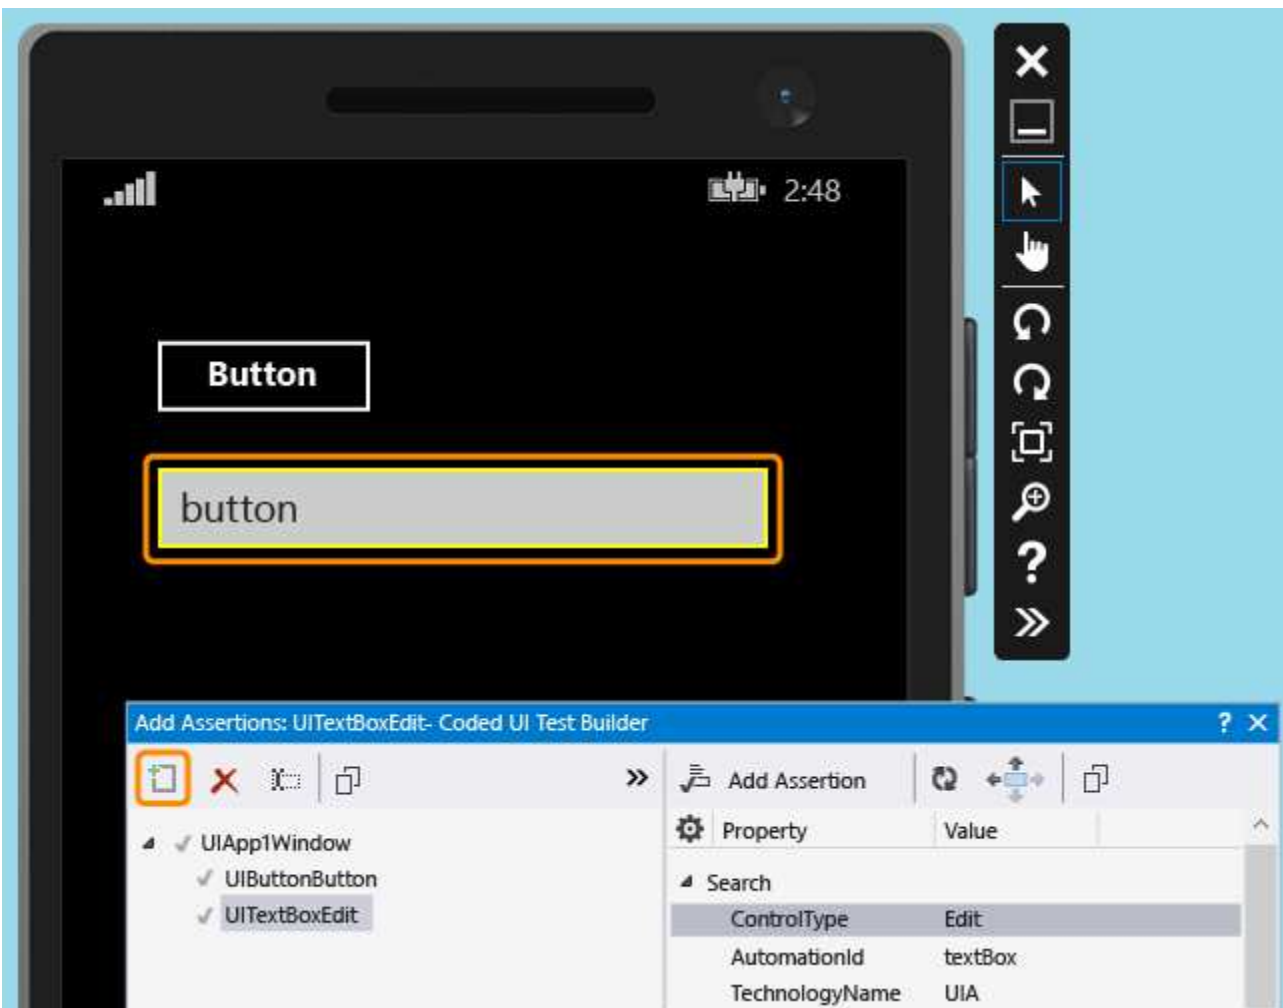 2:48
Button
button
Add Assertions: UITextBoxEdit- Coded UI Test Builder
Add Assertion
UIApp1Window
UIButtonButton
UITextBoxEdit
Property Value
Search
ControlType Edit
AutomationId textBox
TechnologyName UIA